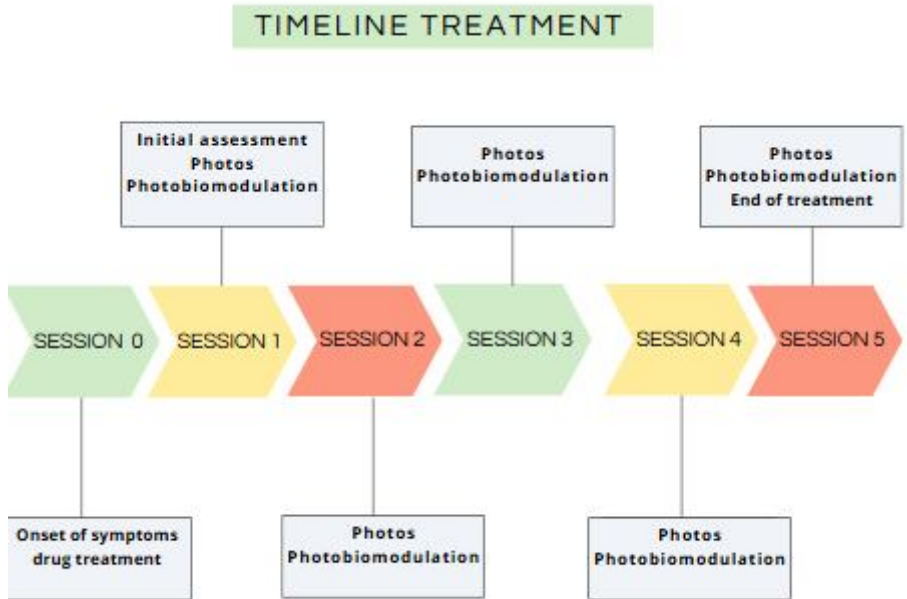 TIMELINE TREATMENT
Initial assessment
Photos
Photobiomodulation
Photos
Photobiomodulation
Photos
Photobiomodulation
End of treatment
SESSION 0
SESSION 1
SESSION 2
SESSION 3
SESSION 4
SESSION 5
Onset of symptoms
drug treatment
Photos
Photobiomodulation
Photos
Photobiomodulation